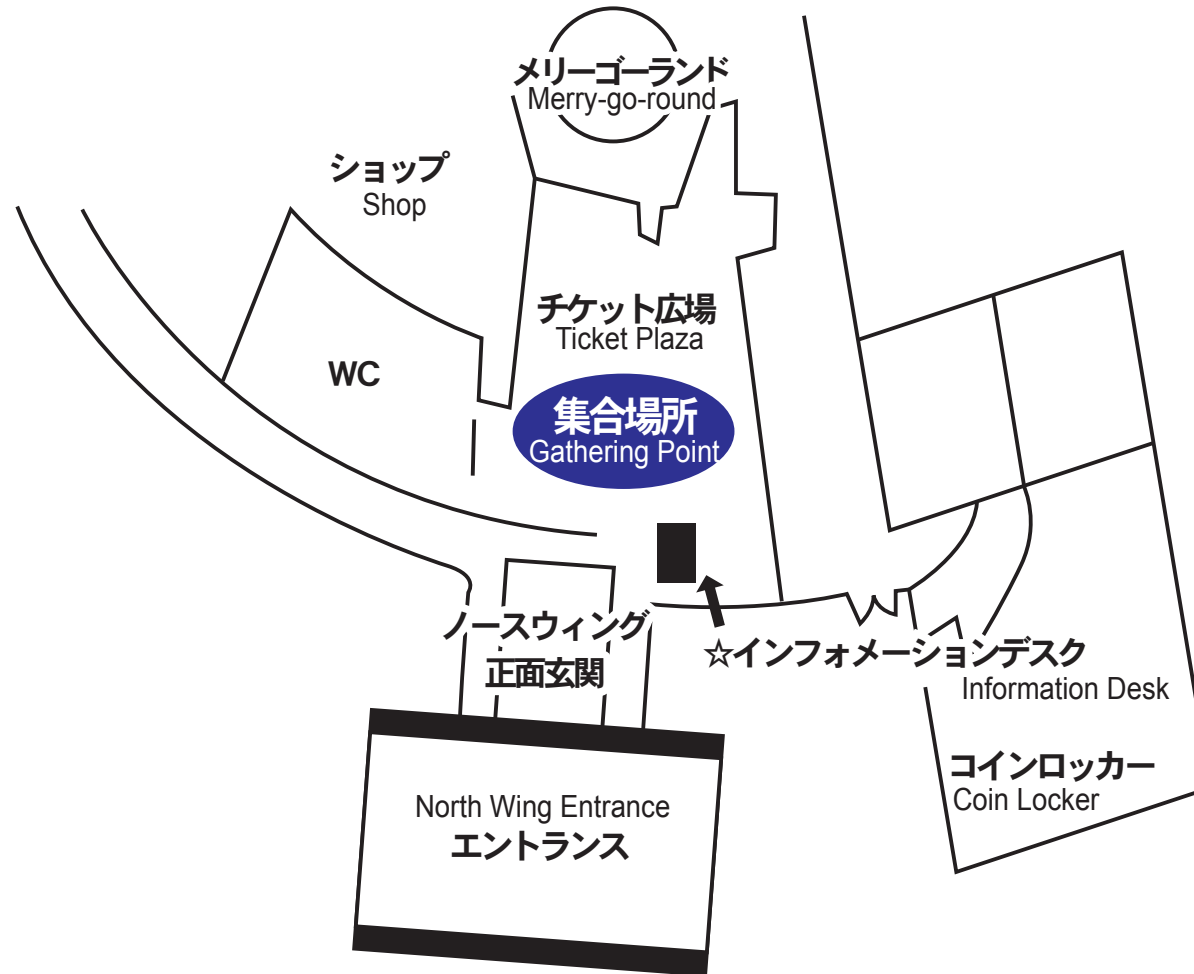 メリーゴーランド
Merry-go-round
ショップ
Shop
チケット広場
Ticket Plaza
WC
集合場所
Gathering Point
ノースウィング
正面玄関
☆インフォメーションデスク
Information Desk
コインロッカー
Coin Locker
North Wing Entrance
エントランス